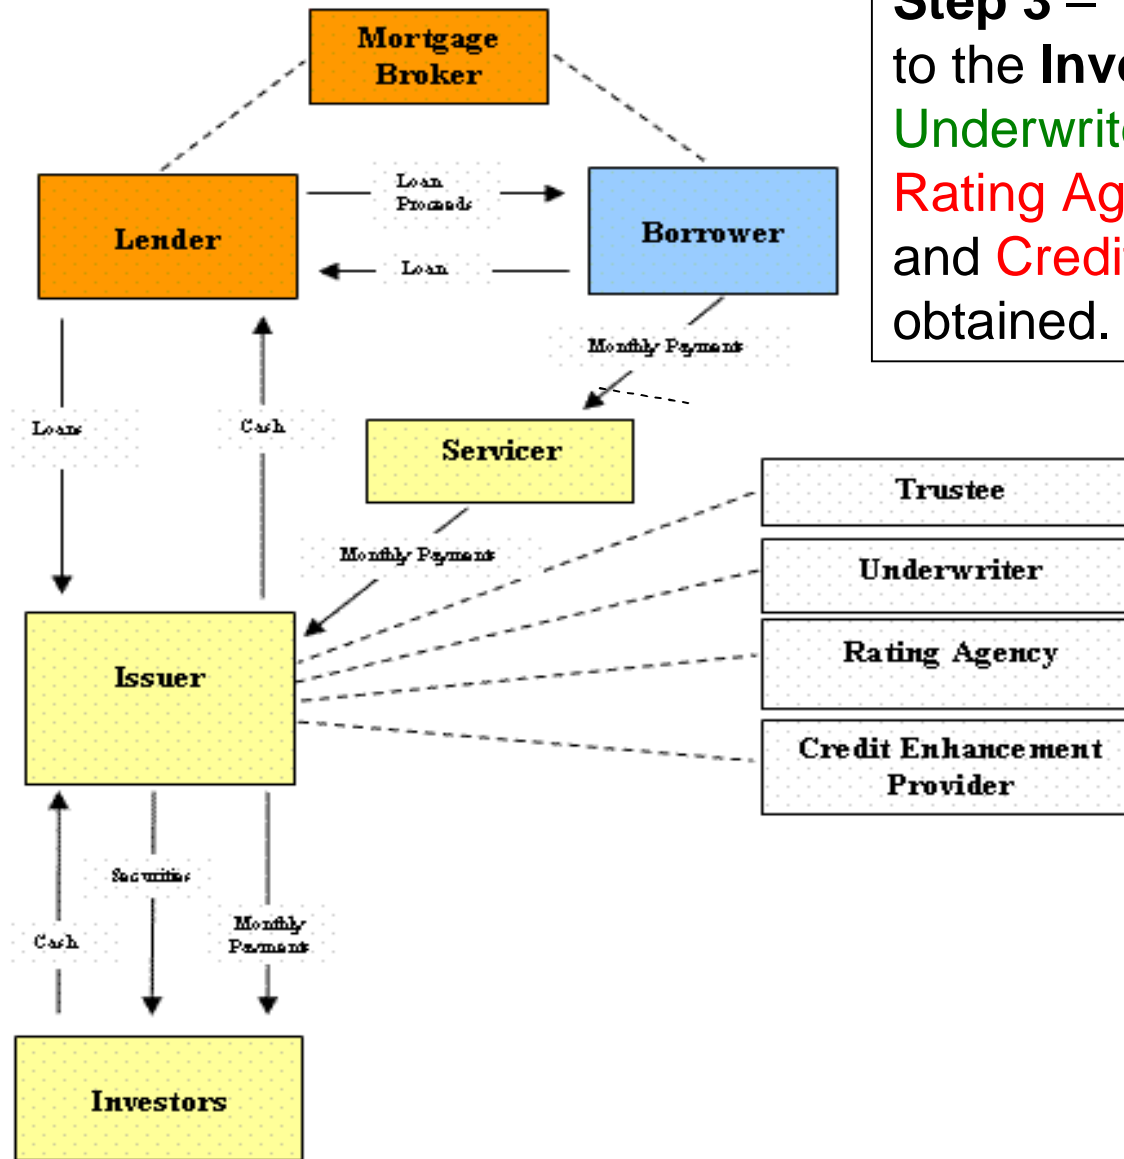 Mortgage
Broker
Step 3 –
to the
Underwrit
Rating Ag
and Credi
obtained.
Lender
Loan
Proceeds
Borrower
Loan
Monthly Payment
Loans
Cash
Servicer
Trustee
Monthly Payment
Underwriter
Issuer
Rating Agency
Credit Enhancement
Provider
Securities
Cash
Monthly
Payment
Investors